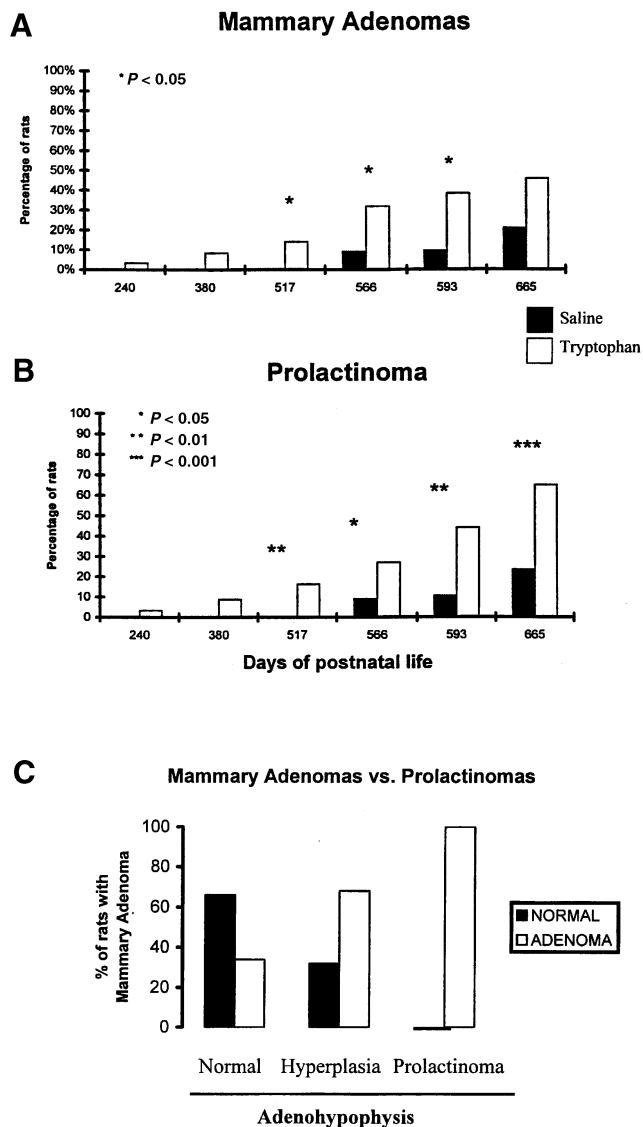 A
Mammary Adenomas
* P < 0.05
Percentage of rats
100%
90%
80%
70%
60%
50%
40%
30%
20%
10%
0%
*
*
*
240 380 517 566 593 665
Saline
Tryptophan
B
Prolactinoma
* P < 0.05
** P < 0.01
*** P < 0.001
Percentage of rats
100
90
80
70
60
50
40
30
20
10
0
**
*
**
***
240 380 517 566 593 665
Days of postnatal life
C
Mammary Adenomas vs. Prolactinomas
% of rats with
Mammary Adenoma
100
80
60
40
20
0
NORMAL
ADENOMA
Normal Hyperplasia Prolactinoma
Adenohypophysis